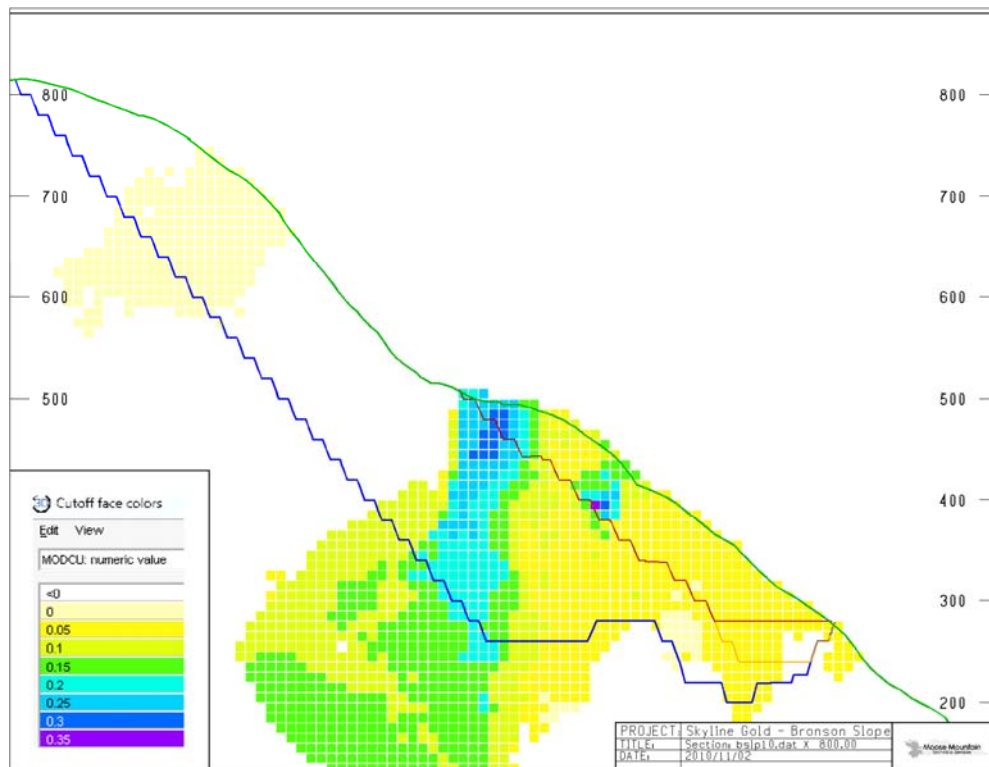 800 800
700 700
600 600
500 500
400 400
300 300
200
Cutoff face colors
Edit View
MODCU: numeric value
<0
0
0.05
0.1
0.15
0.2
0.25
0.3
0.35
PROJECT: Skyline Gold - Bronson Slope
TITLE: Section: bslp10.dat X 800.00
DATE: 2010/11/02
Moose Mountain